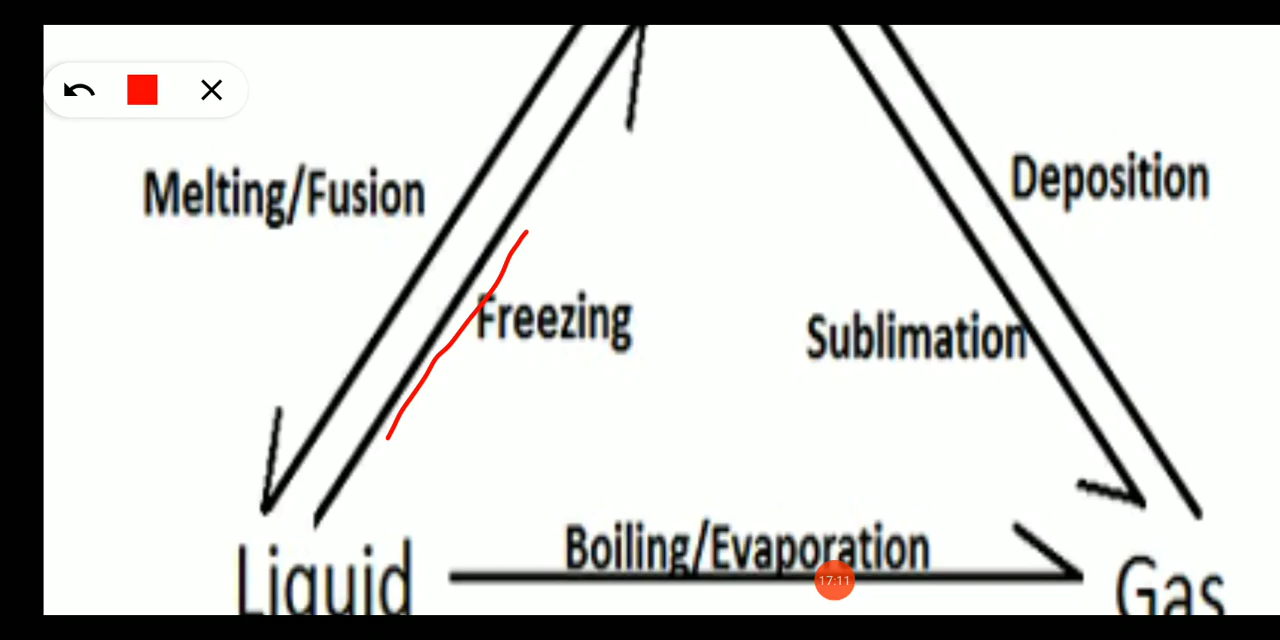 Melting/Fusion
Deposition
Freezing
Sublimation
Boiling/Evaporation
17:11
Liquid
Gas